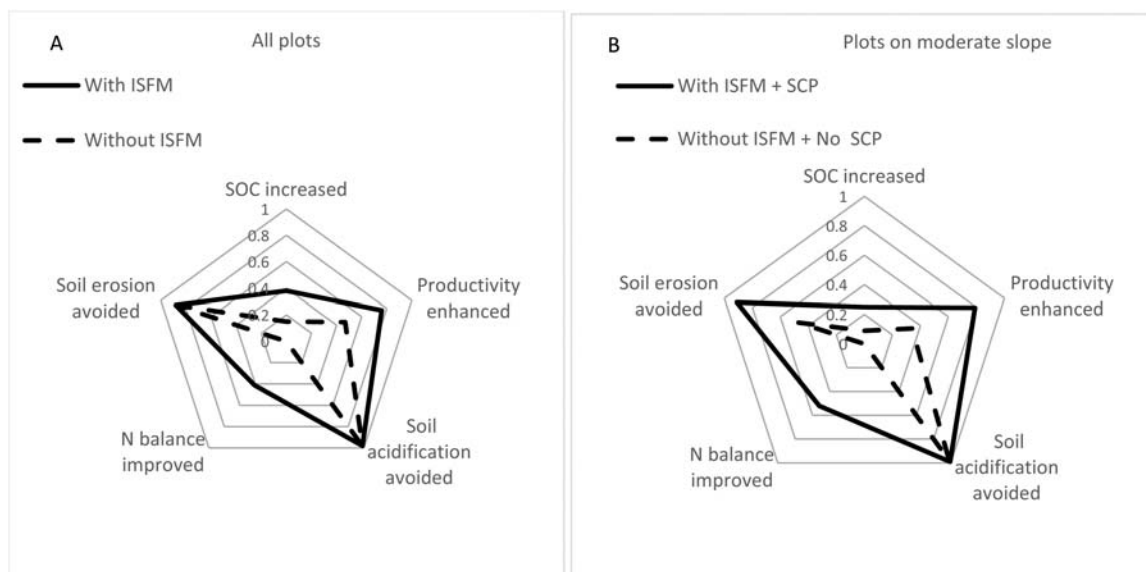 A
All plots
With ISFM
Without ISFM
SOC increased
1
0.8
0.6
0.4
0.2
0
Productivity
enhanced
Soil
acidification
avoided
N balance
improved
Soil erosion
avoided
B
Plots on moderate slope
With ISFM + SCP
Without ISFM + No SCP
SOC increased
1
0.8
0.6
0.4
0.2
0
Productivity
enhanced
Soil
acidification
avoided
N balance
improved
Soil erosion
avoided